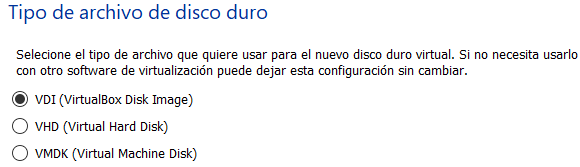 Tipo de archivo de disco duro
Seleccione el tipo de archivo que quiere usar para el nuevo disco duro virtual. Si no necesita usarlo
con otro software de virtualización puede dejar esta configuración sin cambiar.
VDI (VirtualBox Disk Image)
VHD (Virtual Hard Disk)
VMDK (Virtual Machine Disk)